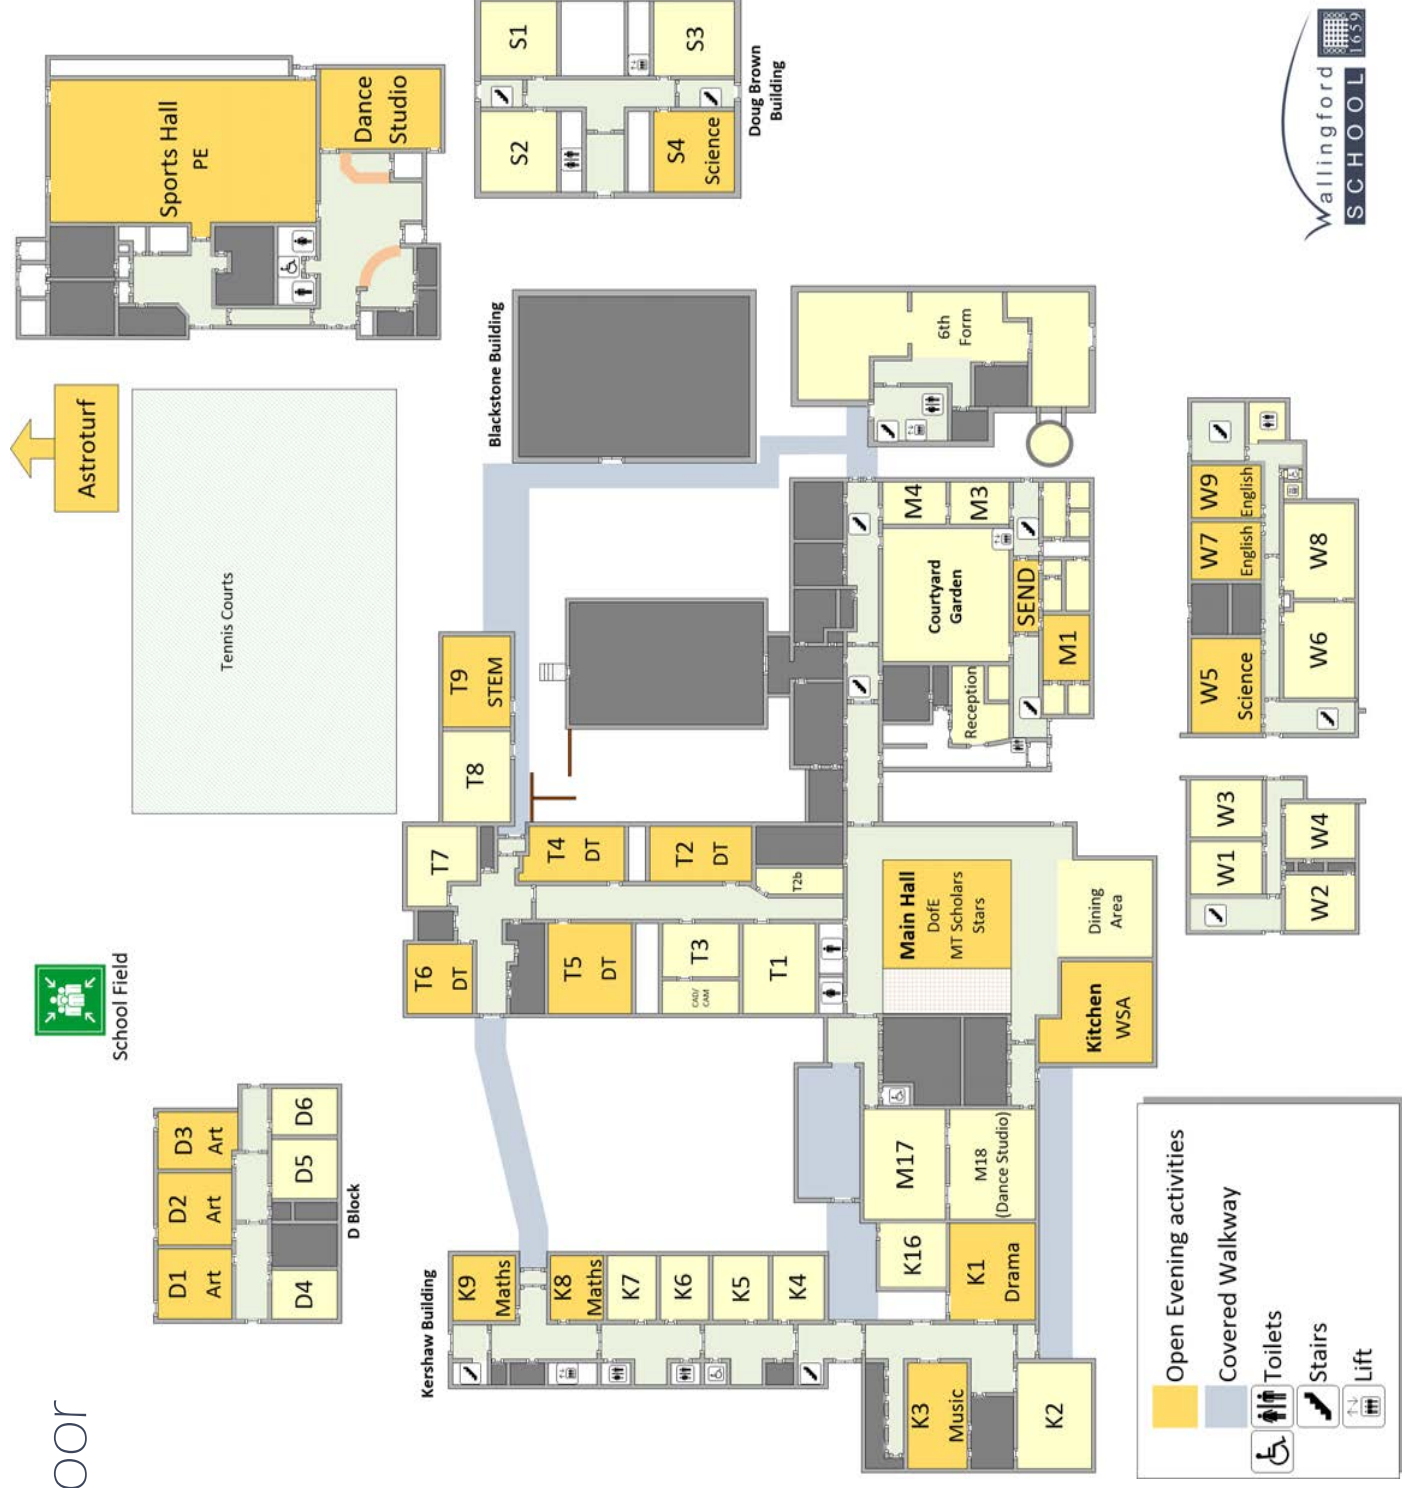 oor
School Field
Astroturf
Sports Hall
PE
Dance
Studio
D1
Art
D2
Art
D3
Art
D4
D5
D6
D Block
Tennis Courts
Kershaw Building
K9
Maths
K8
Maths
K7
K6
K5
K4
T6
DT
T7
T8
T9
STEM
T5
DT
T4
DT
CAD/
CAM
T3
T2
DT
T1
T2b
Blackstone Building
S1
S2
S3
S4
Science
Doug Brown
Building
K3
Music
K2
K16
K1
Drama
M17
M18
(Dance Studio)
Main Hall
DofE
MT Scholars
Stars
Kitchen
WSA
Dining
Area
Reception
Courtyard
Garden
M4
M3
SEND
M1
6th
Form
W1
W3
W2
W4
W5
Science
W7
English
W9
English
W6
W8
Open Evening activities
Covered Walkway
Toilets
Stairs
Lift
Wallingford
SCHOOL
1659